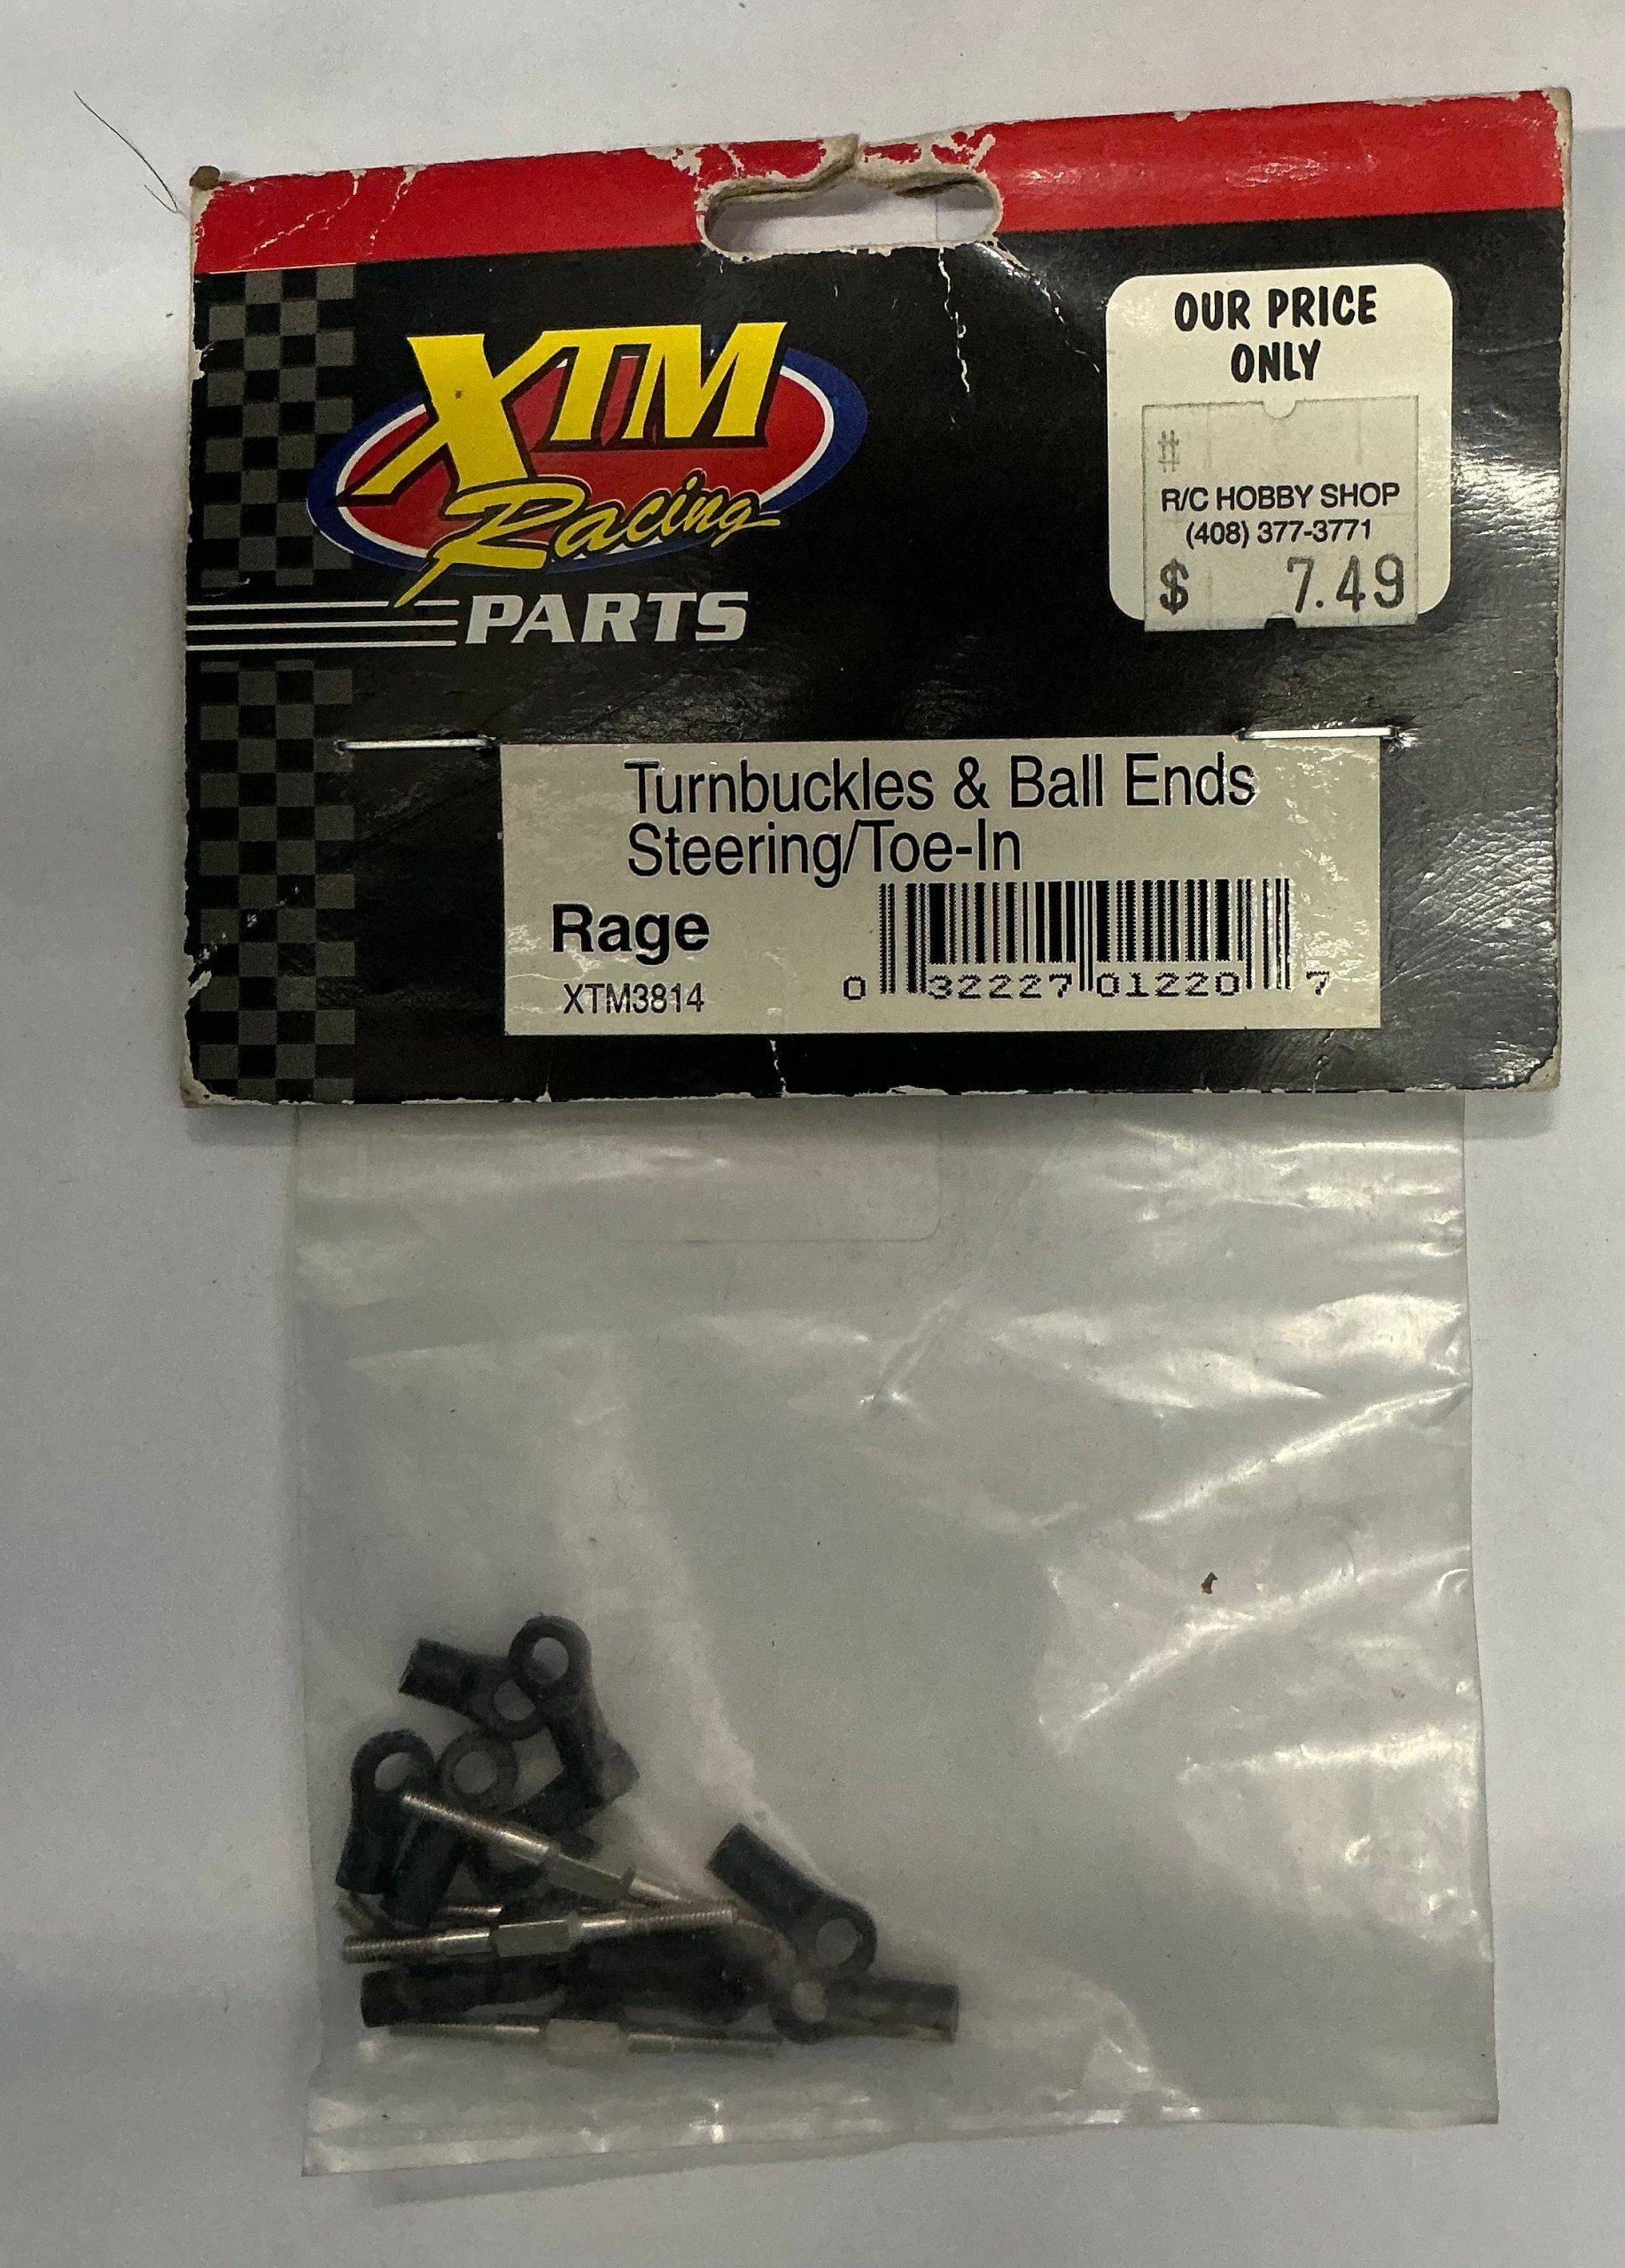 XTM
Racing
PARTS
OUR PRICE
ONLY
#
R/C HOBBY SHOP
(408) 377-3771
$ 7.49
Turnbuckles & Ball Ends
Steering/Toe-In
Rage
XTM3814
0 32227 01220 7